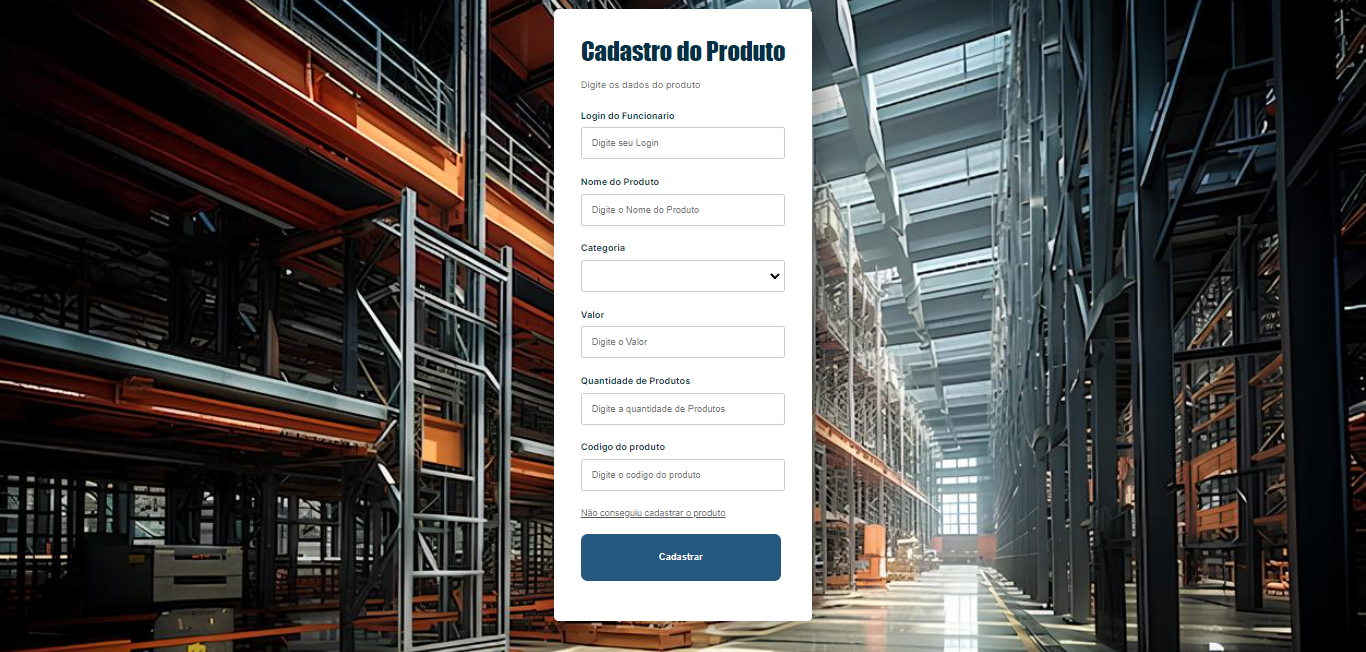 Cadastro do Produto
Digite os dados do produto
Login do Funcionario
Digite seu Login
Nome do Produto
Digite o Nome do Produto
Categoria
Valor
Digite o Valor
Quantidade de Produtos
Digite a quantidade de Produtos
Codigo do produto
Digite o codigo do produto
Não conseguiu cadastrar o produto
Cadastrar